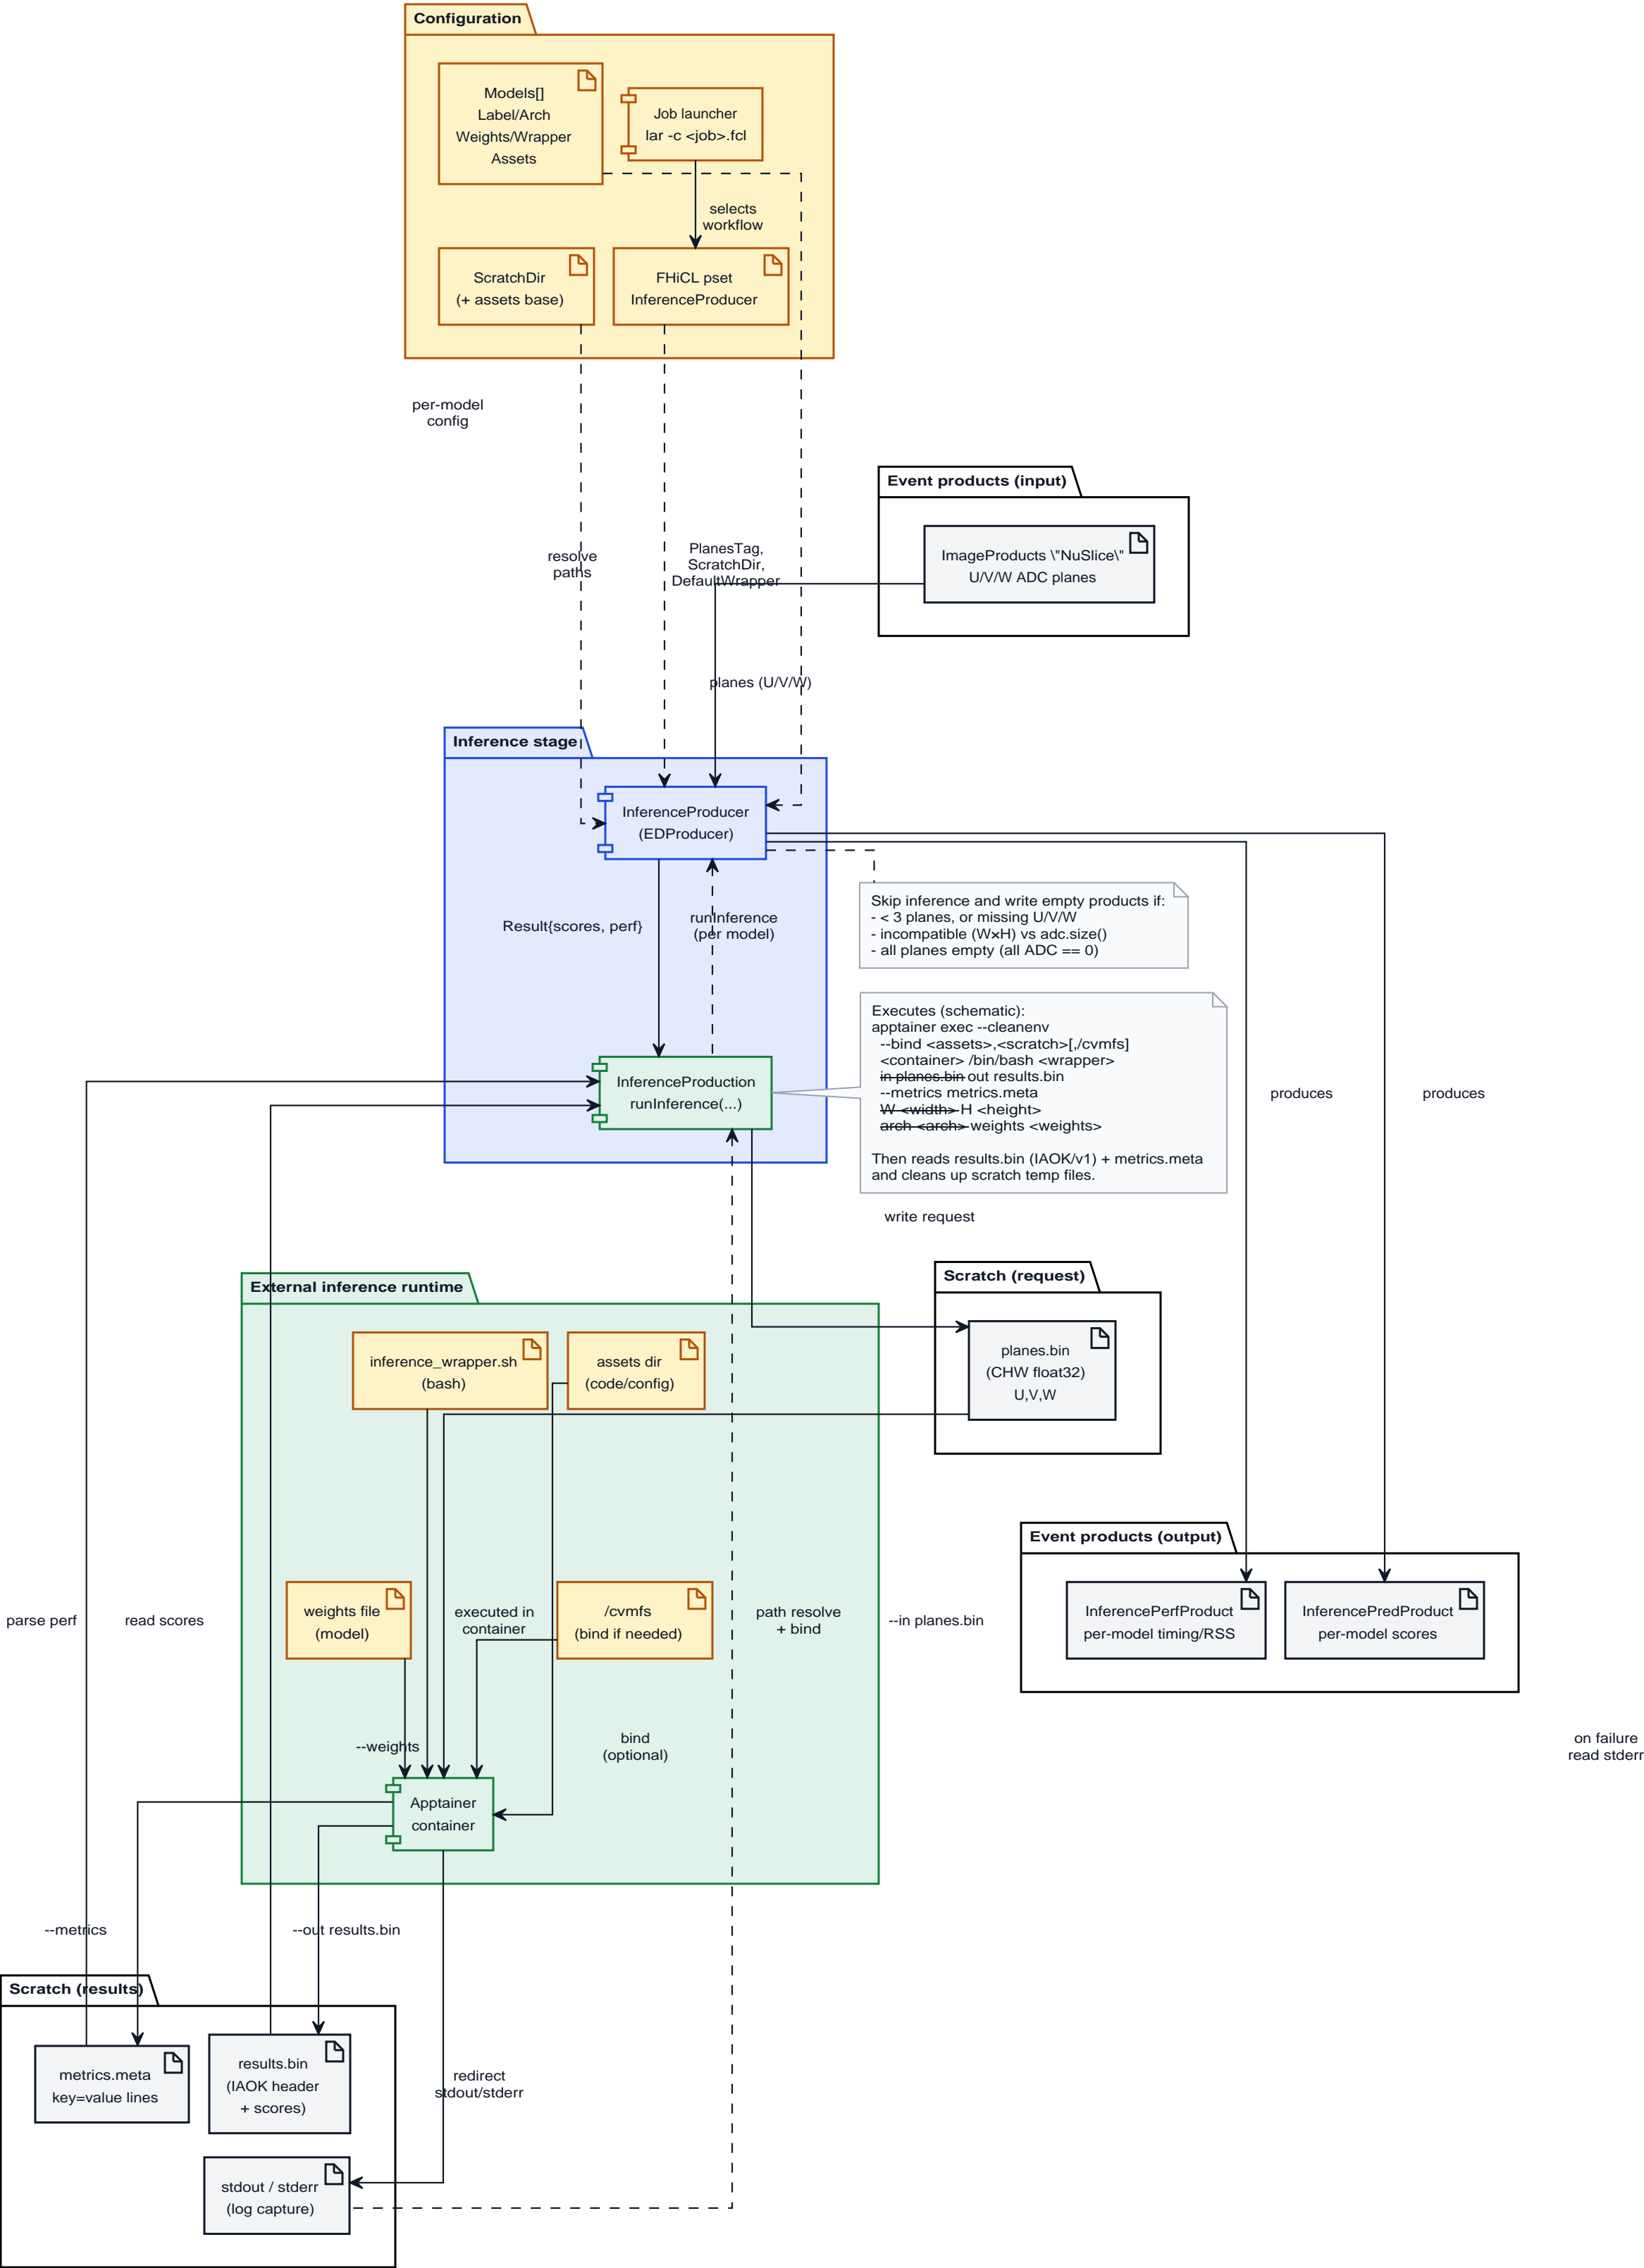 Configuration
Models[]
Label/Arch
Weights/Wrapper
Assets
Job launcher
lar -c <job>.fcl
selects
workflow
ScratchDir
(+ assets base)
FHiCL pset
InferenceProducer
per-model
config
Event products (input)
ImageProducts \"NuSlice\"
U/V/W ADC planes
resolve
paths
PlanesTag,
ScratchDir,
DefaultWrapper
planes (U/V/W)
Inference stage
InferenceProducer
(EDProducer)
Result{scores, perf}
runInference
(per model)
Skip inference and write empty products if:
- < 3 planes, or missing U/V/W
- incompatible (W×H) vs adc.size()
- all planes empty (all ADC == 0)
Executes (schematic):
apptainer exec --cleanenv
--bind <assets>,<scratch>[,/cvmfs]
<container> /bin/bash <wrapper>
in planes.bin out results.bin
--metrics metrics.meta
W <width> H <height>
arch <arch> weights <weights>
Then reads results.bin (IAOK/v1) + metrics.meta
and cleans up scratch temp files.
InferenceProduction
runInference(...)
produces
produces
write request
External inference runtime
Scratch (request)
inference_wrapper.sh
(bash)
assets dir
(code/config)
planes.bin
(CHW float32)
U,V,W
Event products (output)
InferencePerfProduct
per-model timing/RSS
InferencePredProduct
per-model scores
parse perf
read scores
weights file
(model)
executed in
container
/cvmfs
(bind if needed)
path resolve
+ bind
--in planes.bin
--weights
bind
(optional)
on failure
read stderr
Apptainer
container
--metrics
--out results.bin
Scratch (results)
metrics.meta
key=value lines
results.bin
(IAOK header
+ scores)
redirect
stdout/stderr
stdout / stderr
(log capture)